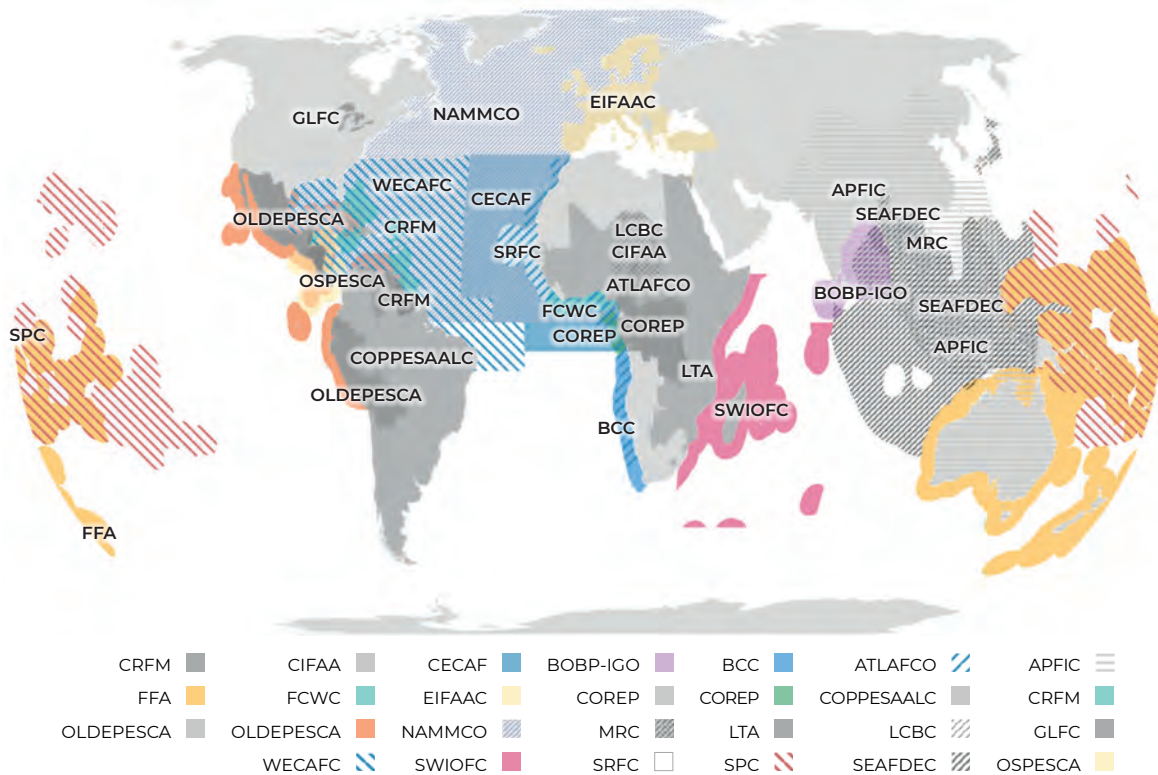 GLFC
NAMMCO
EIFAAC
WECAFC
CECAF
APFIC
SEAFDEC
OLDEPESCA
CRFM
LCBC
MRC
SRFC
CIFAA
OSPESCA
ATLAFCO
BOBP-IGO
CRFM
FCWC
SEAFDEC
SPC
COREP
COREP
COPPESAALC
APFIC
LTA
OLDEPESCA
SWIOFC
BCC
FFA
CRFM CIFAA CECAF BOBP-IGO BCC ATLAFCO APFIC
FFA FCWC EIFAAC COREP COREP COPPESAALC CRFM
OLDEPESCA OLDEPESCA NAMMCO MRC LTA LCBC GLFC
WECAFC SWIOFC SRFC SPC SEAFDEC OSPESCA